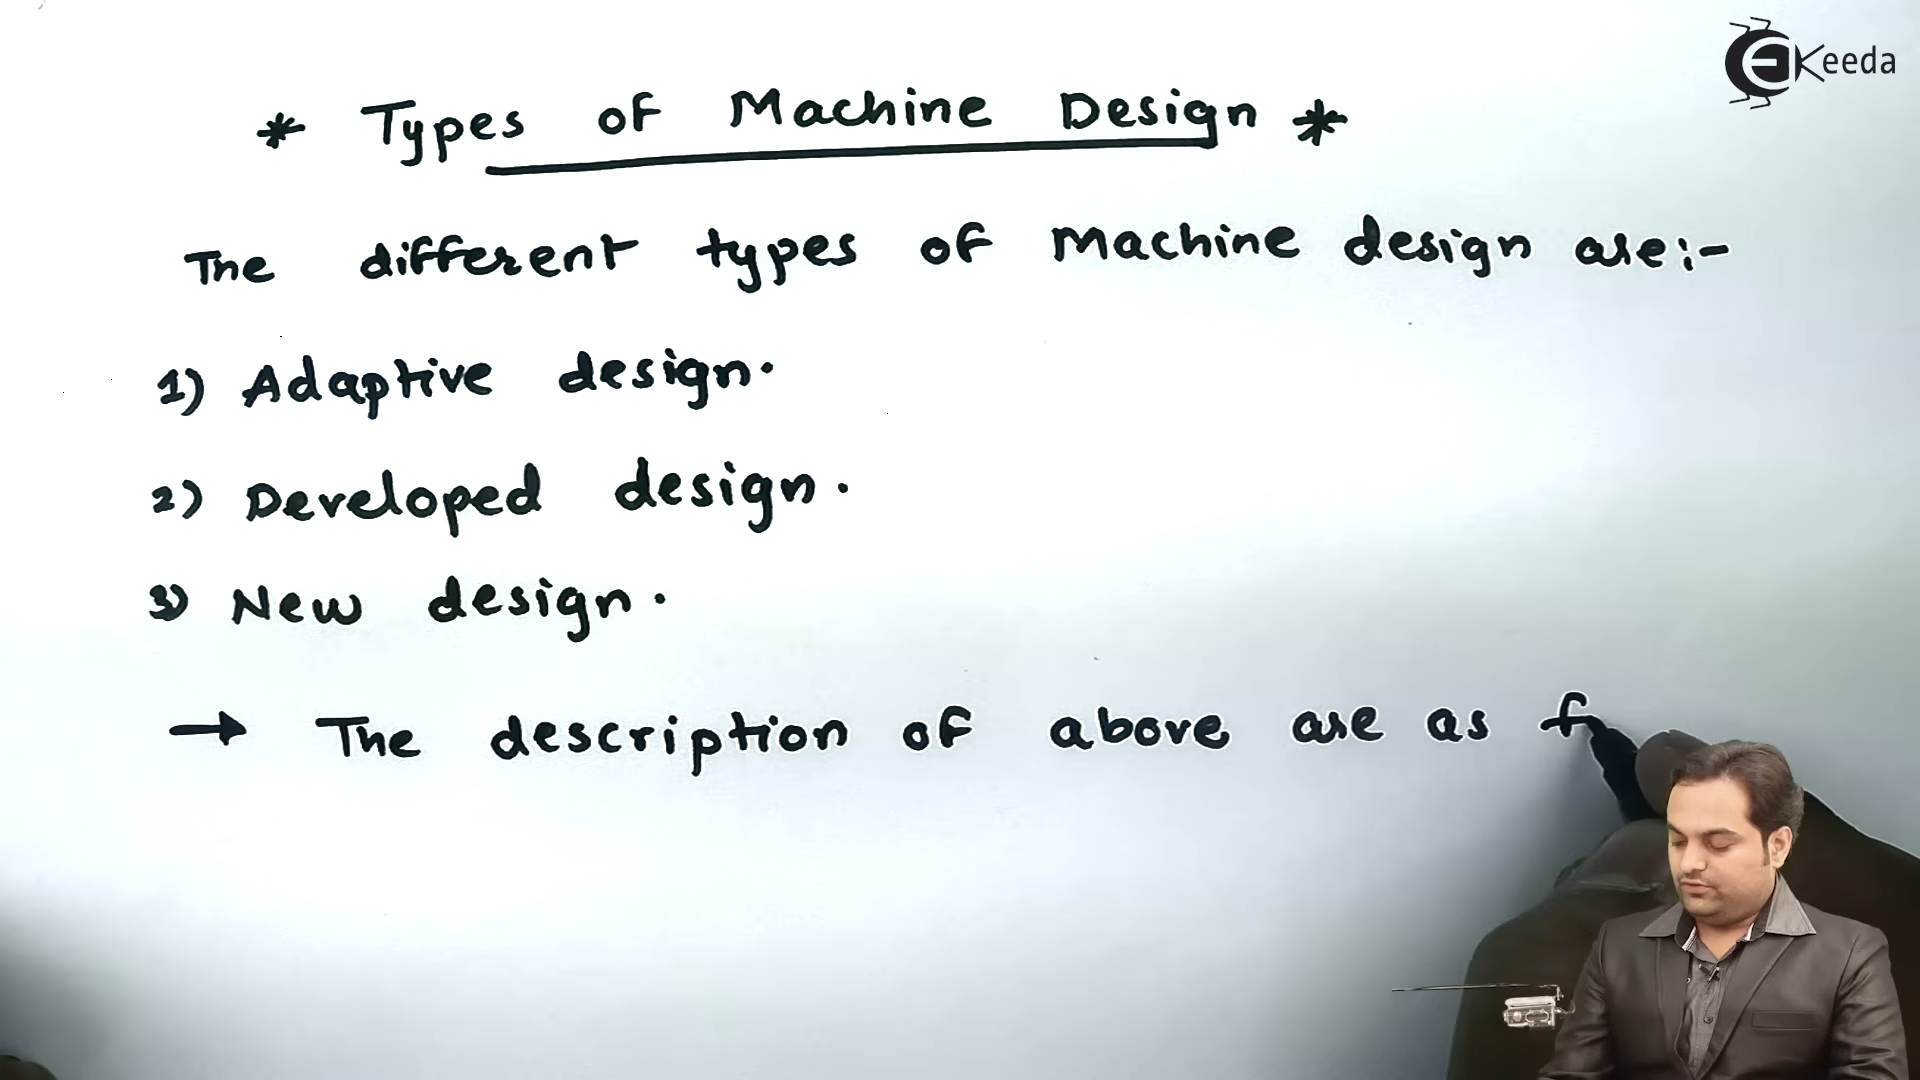 EKeeda
* Types of Machine Design *
The different types of Machine design are:-
1) Adaptive design.
2) Developed design.
3) New design.
→ The description of above are as f